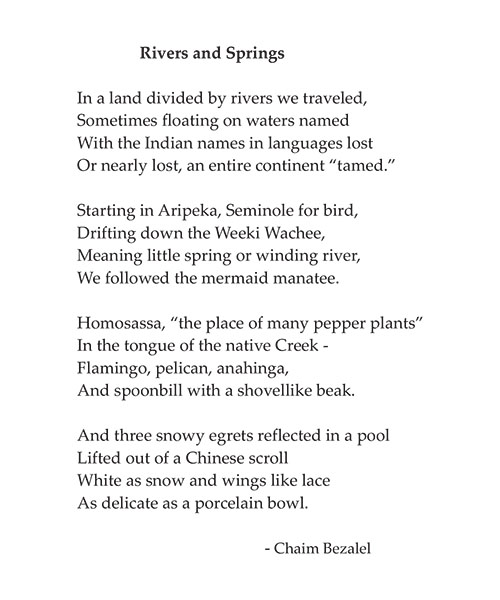 Rivers and Springs
In a land divided by rivers we traveled,
Sometimes floating on waters named
With the Indian names in languages lost
Or nearly lost, an entire continent “tamed.”
Starting in Aripeka, Seminole for bird,
Drifting down the Weeki Wachee,
Meaning little spring or winding river,
We followed the mermaid manatee.
Homosassa, “the place of many pepper plants”
In the tongue of the native Creek -
Flamingo, pelican, anahinga,
And spoonbill with a shovellike beak.
And three snowy egrets reflected in a pool
Lifted out of a Chinese scroll
White as snow and wings like lace
As delicate as a porcelain bowl.
- Chaim Bezalel